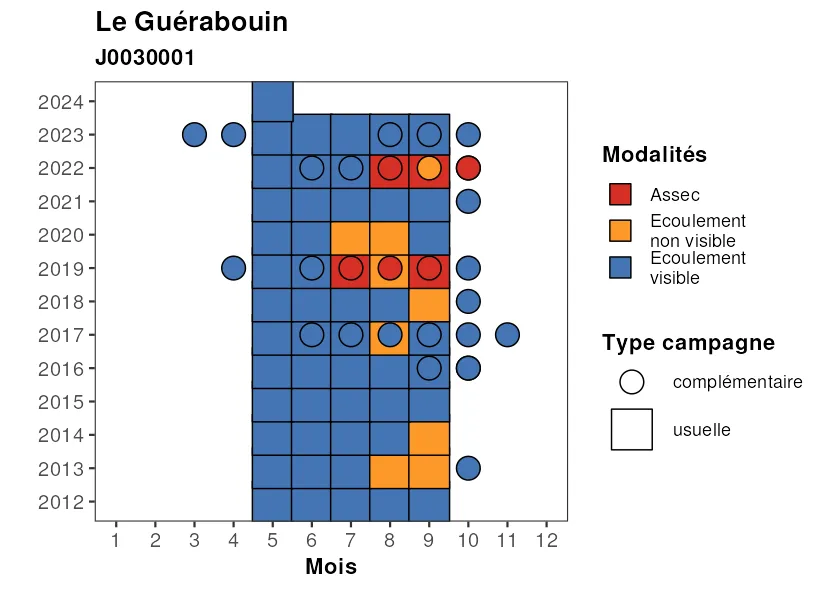 Le Guérabouin
J0030001
2024
2023
2022
2021
2020
2019
2018
2017
2016
2015
2014
2013
2012
1 2 3 4 5 6 7 8 9 10 11 12
Mois
Modalités
Assec
Ecoulement
non visible
Ecoulement
visible
Type campagne
complémentaire
usuelle